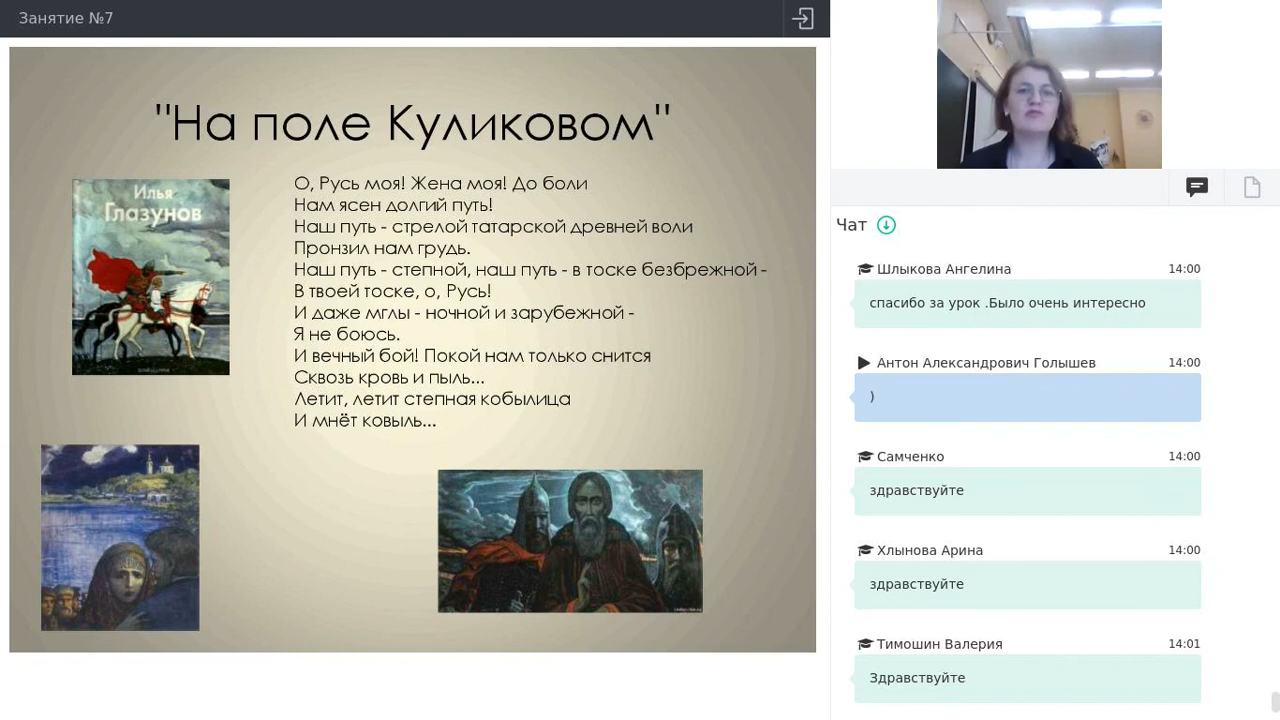 Занятие №7
"На поле Куликовом"
Илья
Глазунов
О, Русь моя! Жена моя! До боли
Нам ясен долгий путь!
Наш путь - стрелой татарской древней воли
Пронзил нам грудь.
Наш путь - степной, наш путь - в тоске безбрежной -
В твоей тоске, о, Русь!
И даже мглы - ночной и зарубежной -
Я не боюсь.
И вечный бой! Покой нам только снится
Сквозь кровь и пыль...
Летит, летит степная кобылица
И мнёт ковыль...
Чат
Шлыкова Ангелина 14:00
спасибо за урок .Было очень интересно
Антон Александрович Голышев 14:00
)
Самченко 14:00
здравствуйте
Хлынова Арина 14:00
здравствуйте
Тимошин Валерия 14:01
Здравствуйте